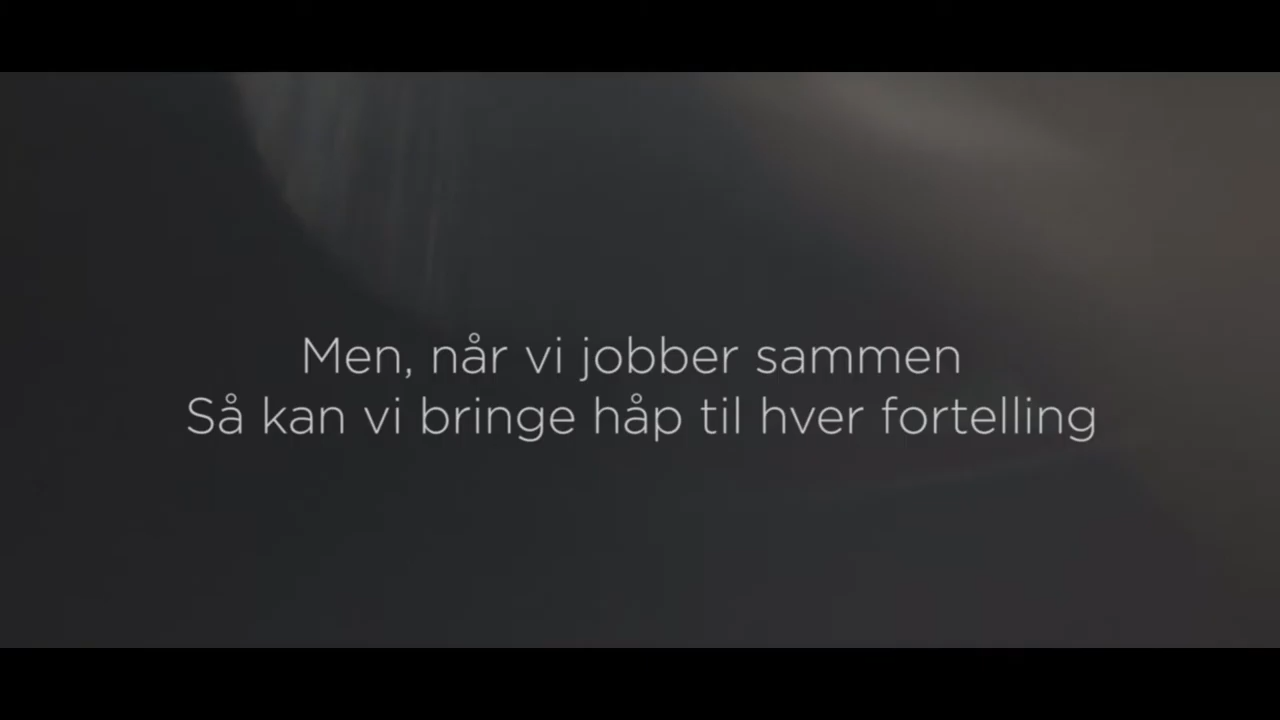 Men, når vi jobber sammen
Så kan vi bringe håp til hver fortelling